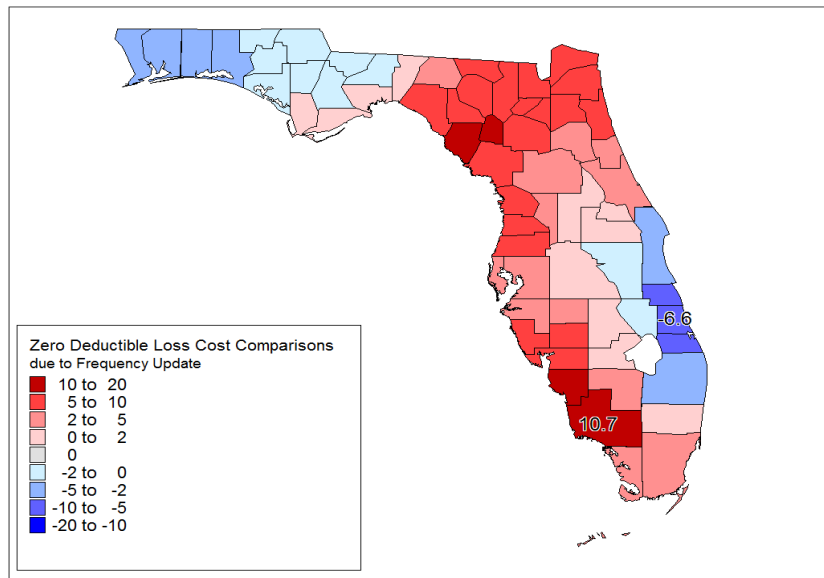 -6.6
10.7
Zero Deductible Loss Cost Comparisons
due to Frequency Update
10 to 20
5 to 10
2 to 5
0 to 2
0
-2 to 0
-5 to -2
-10 to -5
-20 to -10